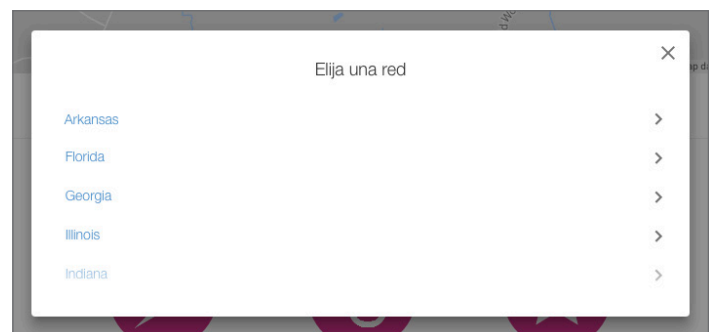 Elija una red
Arkansas
Florida
Georgia
Illinois
Indiana